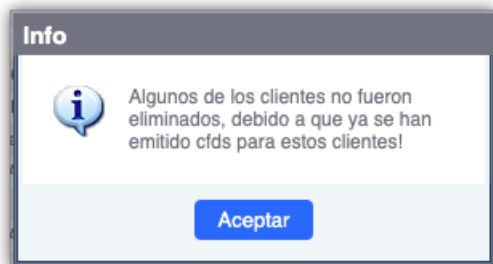 Info
Algunos de los clientes no fueron
eliminados, debido a que ya se han
emitido cfds para estos clientes!
Aceptar